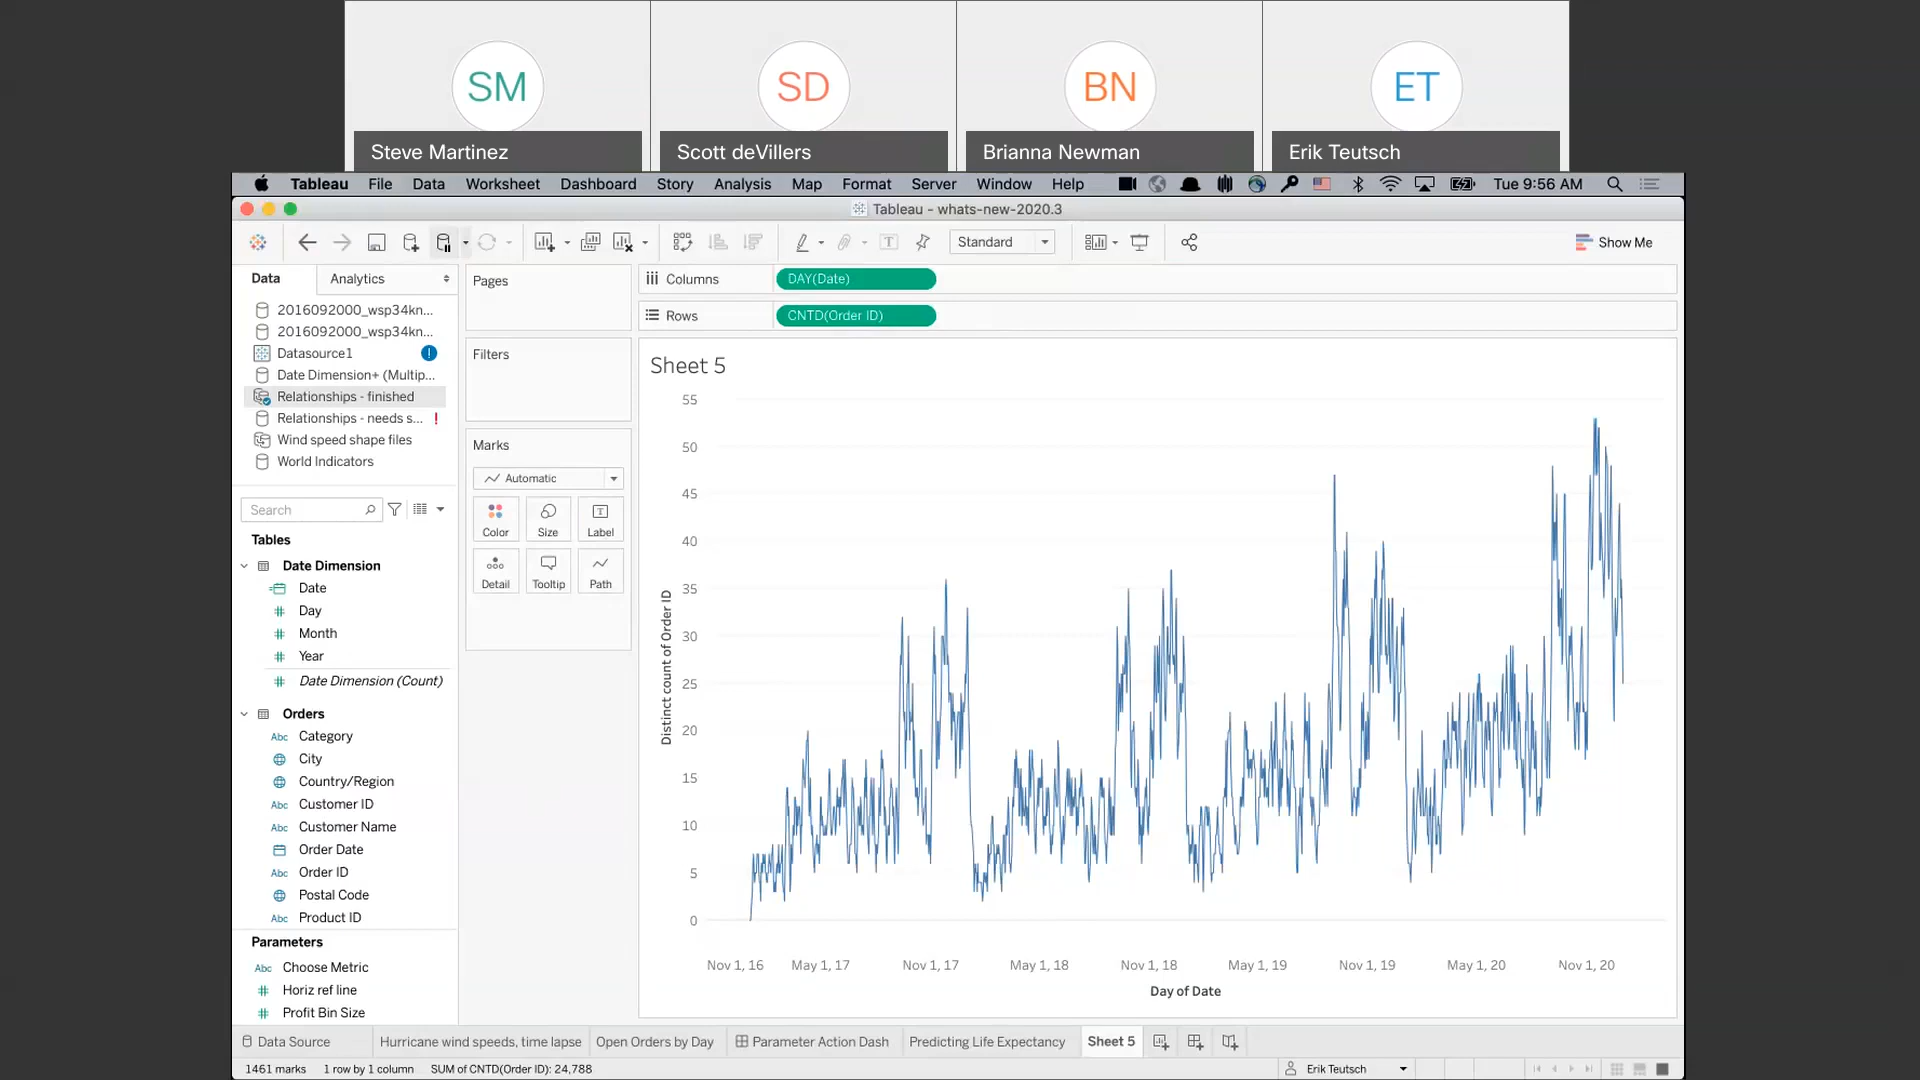 SM
SD
BN
ET
Steve Martinez
Scott deVillers
Brianna Newman
Erik Teutsch
Tableau File Data Worksheet Dashboard Story Analysis Map Format Server Window Help Tue 9:56 AM
Tableau - whats-new-2020.3
Standard
Show Me
Data
Analytics
2016092000_wsp34kn...
2016092000_wsp34kn...
Datasource1
Date Dimension+ (Multip...
Relationships - finished
Relationships - needs s... !
Wind speed shape files
World Indicators
Search
Tables
Date Dimension
Date
# Day
# Month
# Year
# Date Dimension (Count)
Orders
Abc Category
City
Country/Region
Abc Customer ID
Abc Customer Name
Order Date
Abc Order ID
Postal Code
Abc Product ID
Parameters
Abc Choose Metric
# Horiz ref line
# Profit Bin Size
Pages
Filters
Marks
Automatic
Color
Size
T
Label
Detail
Tooltip
Path
Columns
DAY(Date)
Rows
CNTD(Order ID)
Sheet 5
55
50
45
40
35
30
25
20
15
10
5
0
Distinct count of Order ID
Nov 1, 16
May 1, 17
Nov 1, 17
May 1, 18
Nov 1, 18
May 1, 19
Nov 1, 19
May 1, 20
Nov 1, 20
Day of Date
Data Source
Hurricane wind speeds, time lapse
Open Orders by Day
Parameter Action Dash
Predicting Life Expectancy
Sheet 5
1461 marks
1 row by 1 column
SUM of CNTD(Order ID): 24,788
Erik Teutsch